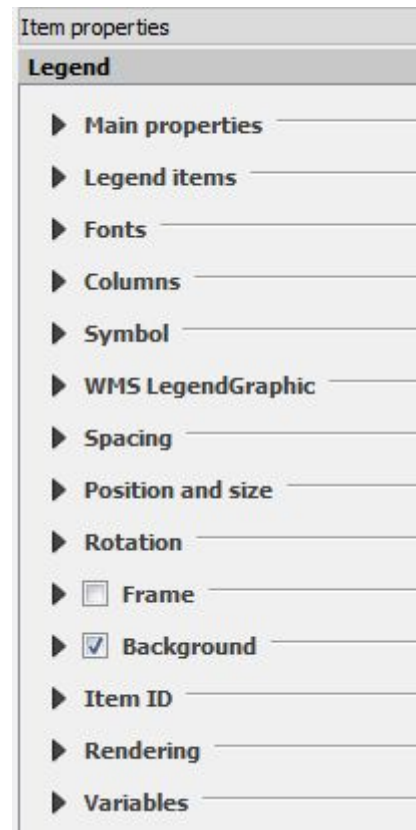 Item properties
Legend
Main properties
Legend items
Fonts
Columns
Symbol
WMS LegendGraphic
Spacing
Position and size
Rotation
Frame
Background
Item ID
Rendering
Variables